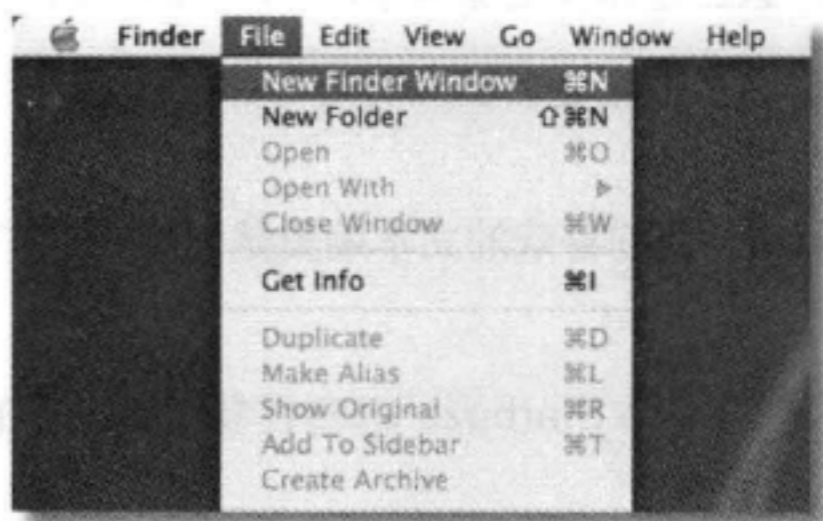 Finder File Edit View Go Window Help
New Finder Window ⌘N
New Folder ⇧⌘N
Open ⌘O
Open With ▶
Close Window ⌘W
Get Info ⌘I
Duplicate ⌘D
Make Alias ⌘L
Show Original ⌘R
Add To Sidebar ⌘T
Create Archive